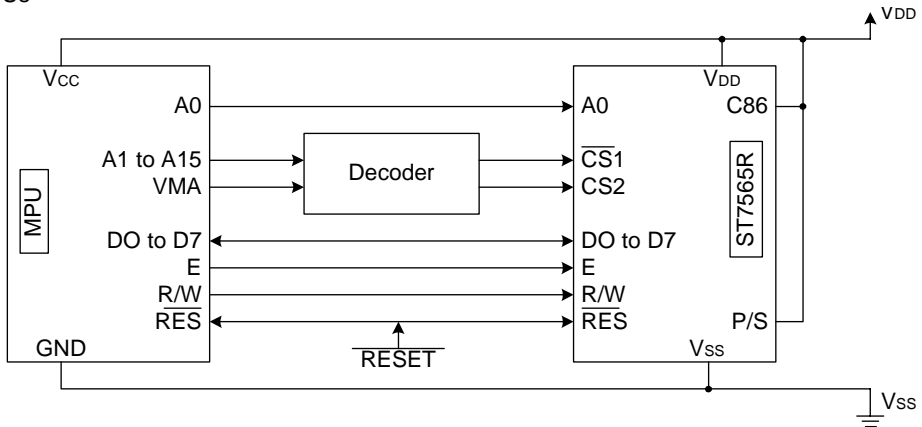 VDD
VCC
A0
A1 to A15
VMA
DO to D7
E
R/W
RES
GND
MPU
Decoder
RESET
VDD
A0
C86
CS1
CS2
DO to D7
E
R/W
RES
P/S
VSS
ST7565R
VSS